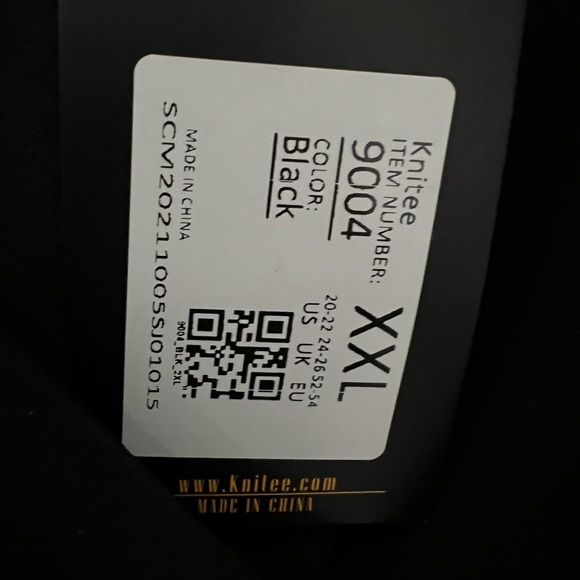 Knitee
ITEM NUMBER:
9004
COLOR:
Black
XXL
20-22 24-26 52-54
US UK EU
9004_BLK_2XL
MADE IN CHINA
SCM20211005SJ01015
www.Knitee.com
MADE IN CHINA